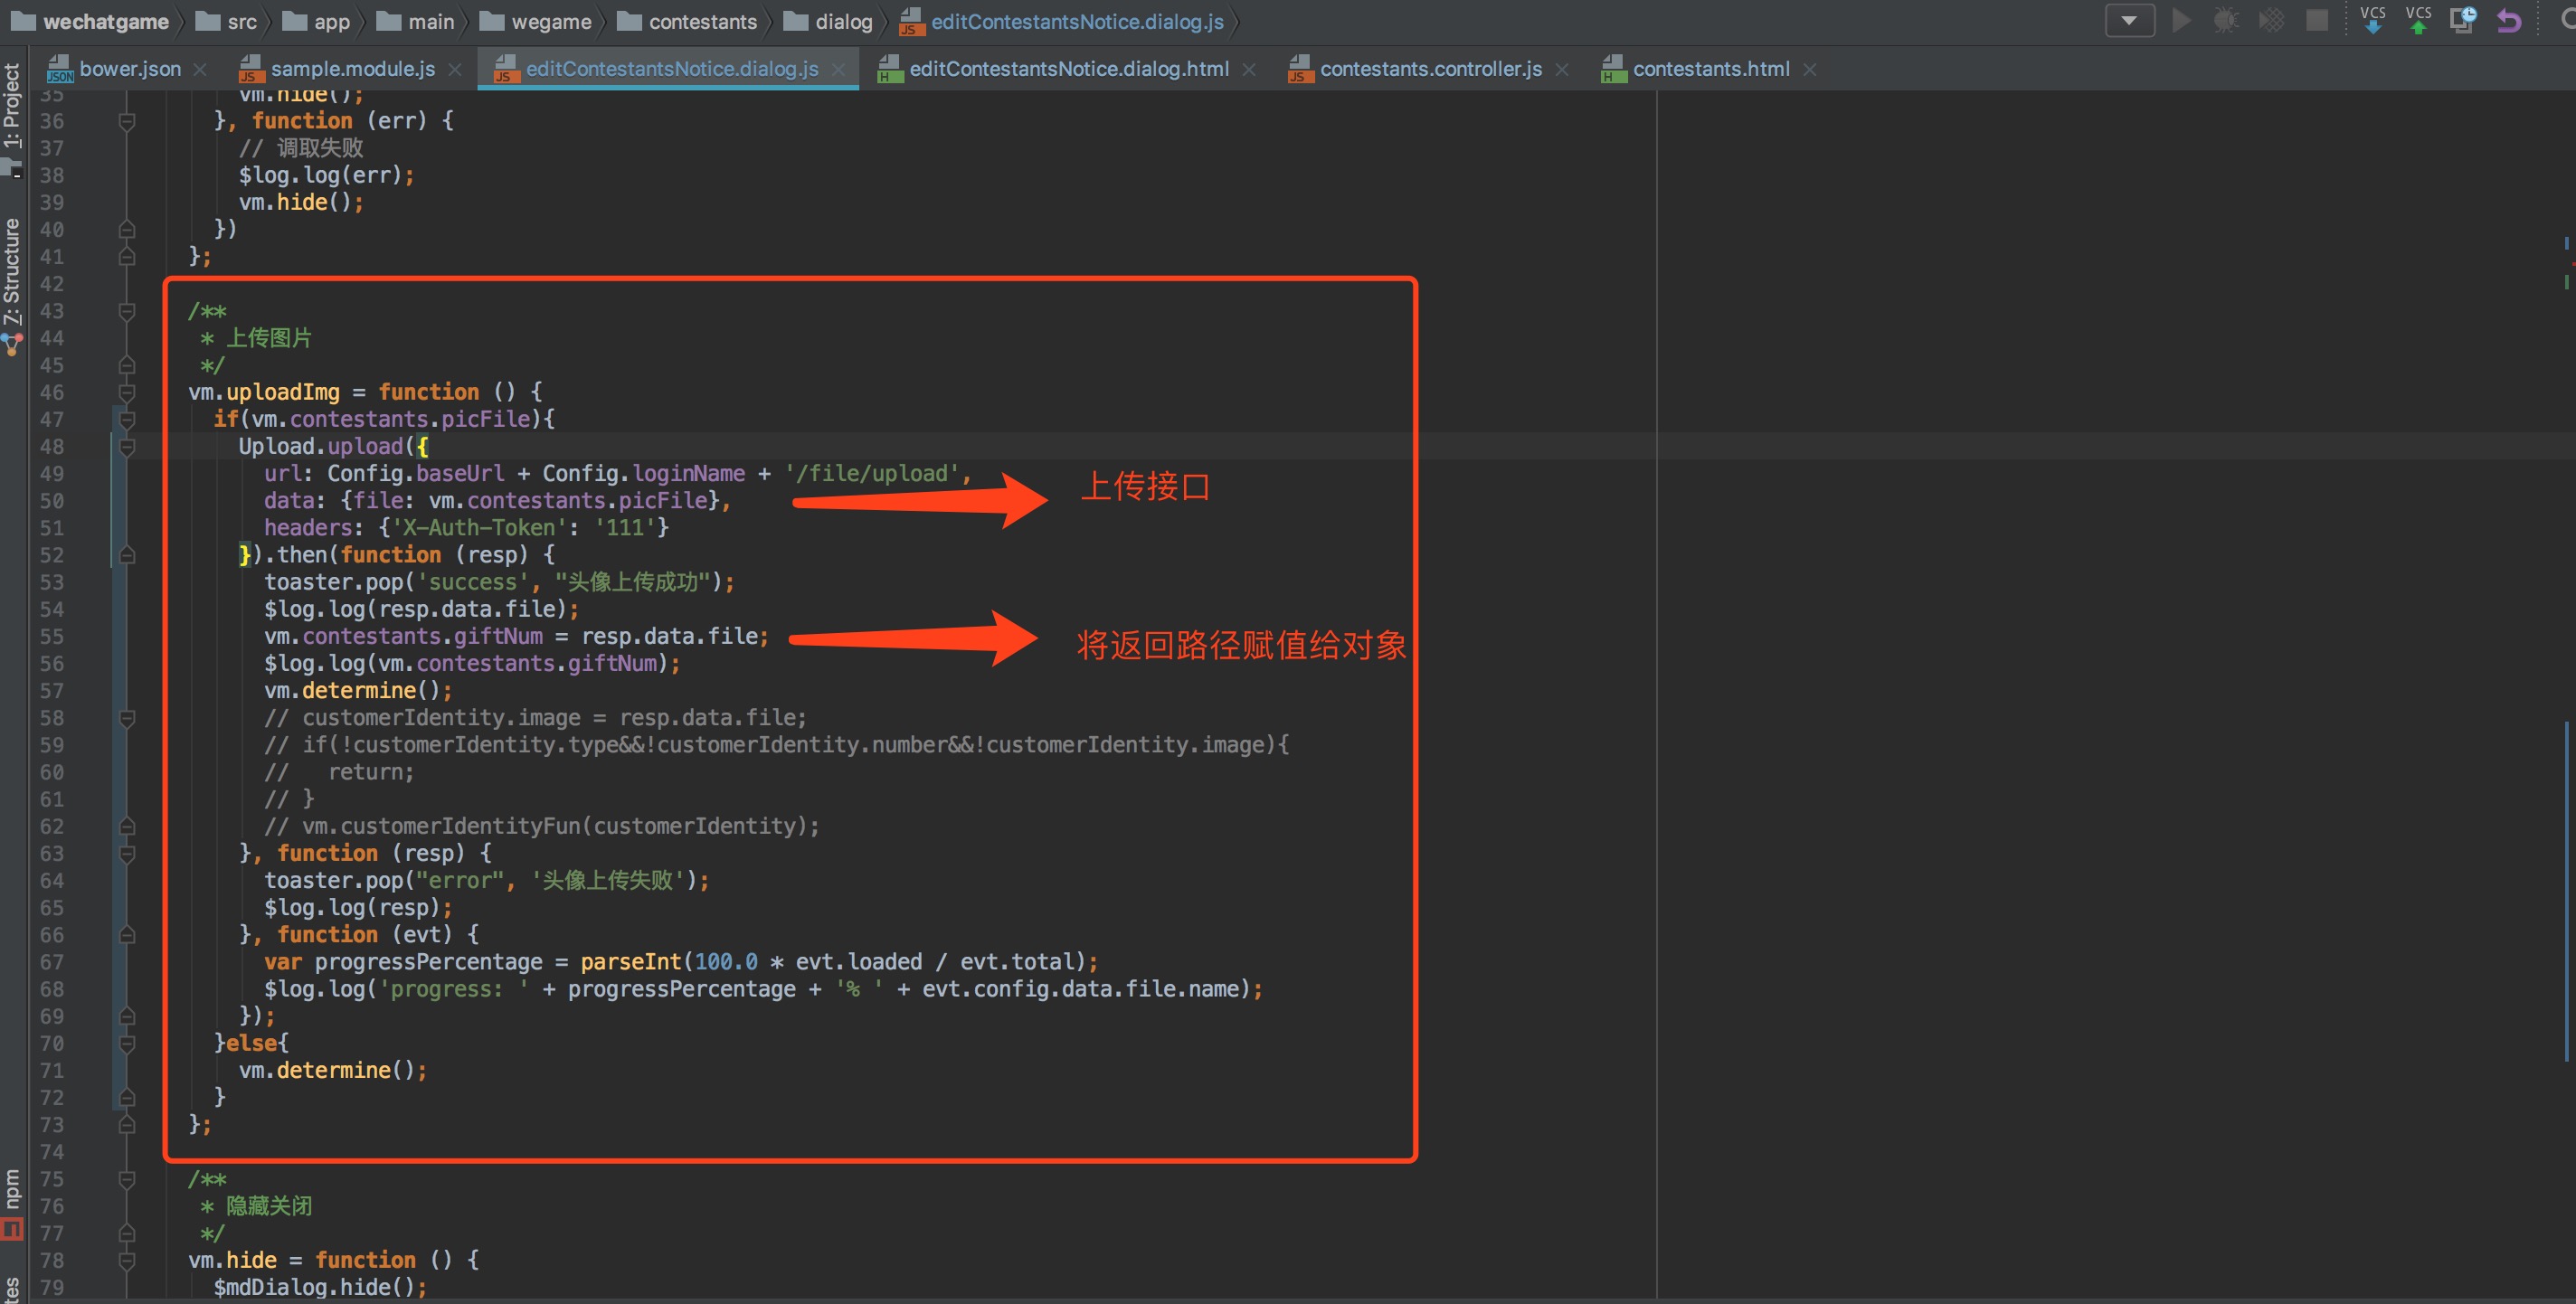 wechatgame src app main wegame contestants dialog editContestantsNotice.dialog.js
VCS VCS
bower.json sample.module.js editContestantsNotice.dialog.js editContestantsNotice.dialog.html contestants.controller.js contestants.html
1: Project
Z: Structure
npm
35 vm.hide();
36 }, function (err) {
37 // 调取失败
38 $log.log(err);
39 vm.hide();
40 })
41 };
42
43 /**
44 * 上传图片
45 */
46 vm.uploadImg = function () {
47 if(vm.contestants.picFile){
48 Upload.upload({
49 url: Config.baseUrl + Config.loginName + '/file/upload',
上传接口
50 data: {file: vm.contestants.picFile},
51 headers: {'X-Auth-Token': '111'}
52 }).then(function (resp) {
53 toaster.pop('success', "头像上传成功");
54 $log.log(resp.data.file);
55 vm.contestants.giftNum = resp.data.file;
将返回路径赋值给对象
56 $log.log(vm.contestants.giftNum);
57 vm.determine();
58 // customerIdentity.image = resp.data.file;
59 // if(!customerIdentity.type&&!customerIdentity.number&&!customerIdentity.image){
60 // return;
61 // }
62 // vm.customerIdentityFun(customerIdentity);
63 }, function (resp) {
64 toaster.pop("error", '头像上传失败');
65 $log.log(resp);
66 }, function (evt) {
67 var progressPercentage = parseInt(100.0 * evt.loaded / evt.total);
68 $log.log('progress: ' + progressPercentage + '% ' + evt.config.data.file.name);
69 });
70 }else{
71 vm.determine();
72 }
73 };
74
75 /**
76 * 隐藏关闭
77 */
78 vm.hide = function () {
79 $mdDialog.hide();